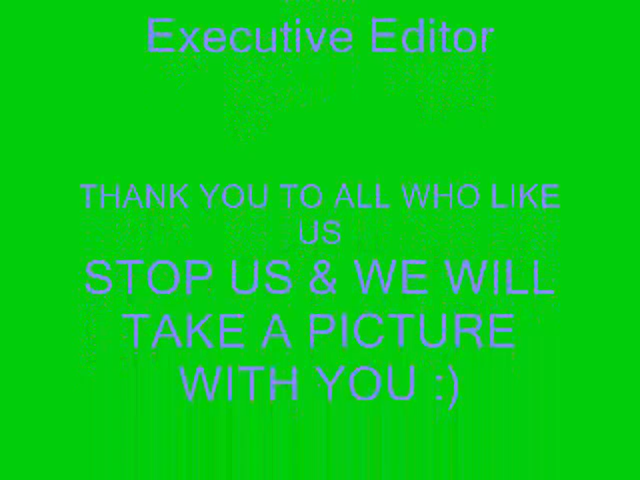 Executive Editor
THANK YOU TO ALL WHO LIKE
US
STOP US & WE WILL
TAKE A PICTURE
WITH YOU :)